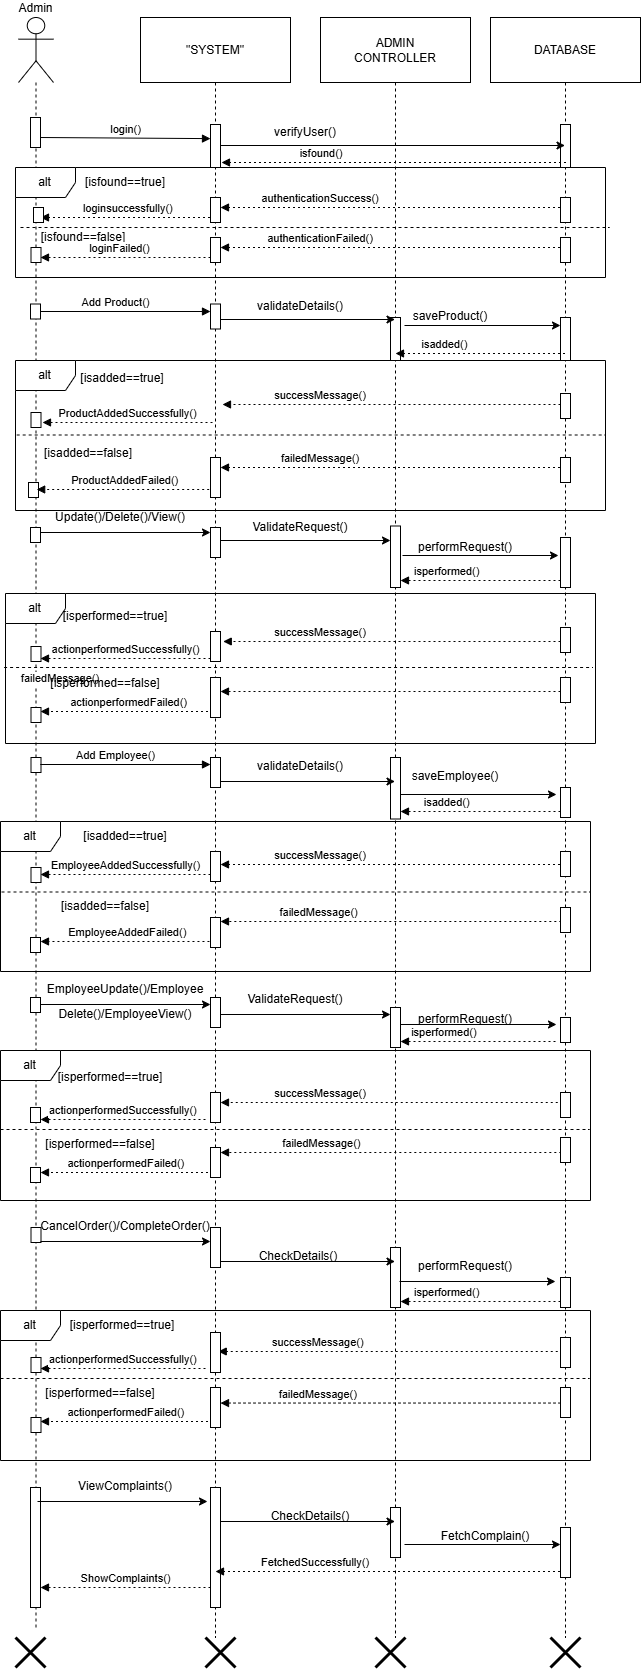 Admin
"SYSTEM"
ADMIN
CONTROLLER
DATABASE
login()
verifyUser()
isfound()
alt
[isfound==true]
authenticationSuccess()
loginsuccessfully()
[isfound==false]
authenticationFailed()
loginFailed()
Add Product()
validateDetails()
saveProduct()
isadded()
alt
[isadded==true]
successMessage()
ProductAddedSuccessfully()
[isadded==false]
failedMessage()
ProductAddedFailed()
Update()/Delete()/View()
ValidateRequest()
performRequest()
isperformed()
alt
[isperformed==true]
successMessage()
actionperformedSuccessfully()
failedMessage()
[isperformed==false]
actionperformedFailed()
Add Employee()
validateDetails()
saveEmployee()
isadded()
alt
[isadded==true]
successMessage()
EmployeeAddedSuccessfully()
[isadded==false]
failedMessage()
EmployeeAddedFailed()
EmployeeUpdate()/Employee
Delete()/EmployeeView()
ValidateRequest()
performRequest()
isperformed()
alt
[isperformed==true]
successMessage()
actionperformedSuccessfully()
[isperformed==false]
failedMessage()
actionperformedFailed()
CancelOrder()/CompleteOrder()
CheckDetails()
performRequest()
isperformed()
alt
[isperformed==true]
successMessage()
actionperformedSuccessfully()
[isperformed==false]
failedMessage()
actionperformedFailed()
ViewComplaints()
CheckDetails()
FetchComplain()
FetchedSuccessfully()
ShowComplaints()